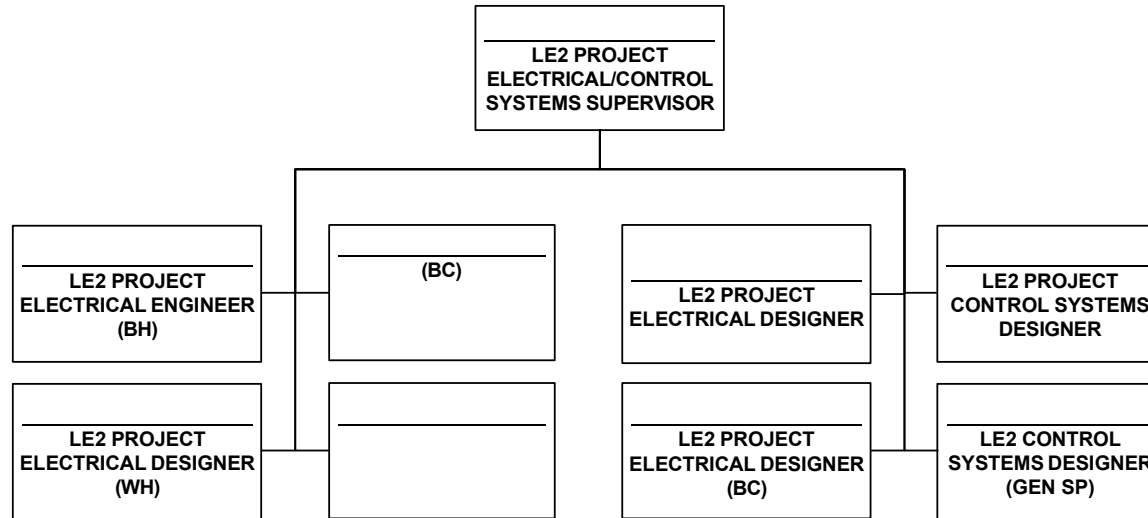 LE2 PROJECT
ELECTRICAL/CONTROL
SYSTEMS SUPERVISOR
LE2 PROJECT
ELECTRICAL ENGINEER
(BH)
(BC)
LE2 PROJECT
ELECTRICAL DESIGNER
LE2 PROJECT
CONTROL SYSTEMS
DESIGNER
LE2 PROJECT
ELECTRICAL DESIGNER
(WH)
LE2 PROJECT
ELECTRICAL DESIGNER
(BC)
LE2 CONTROL
SYSTEMS DESIGNER
(GEN SP)